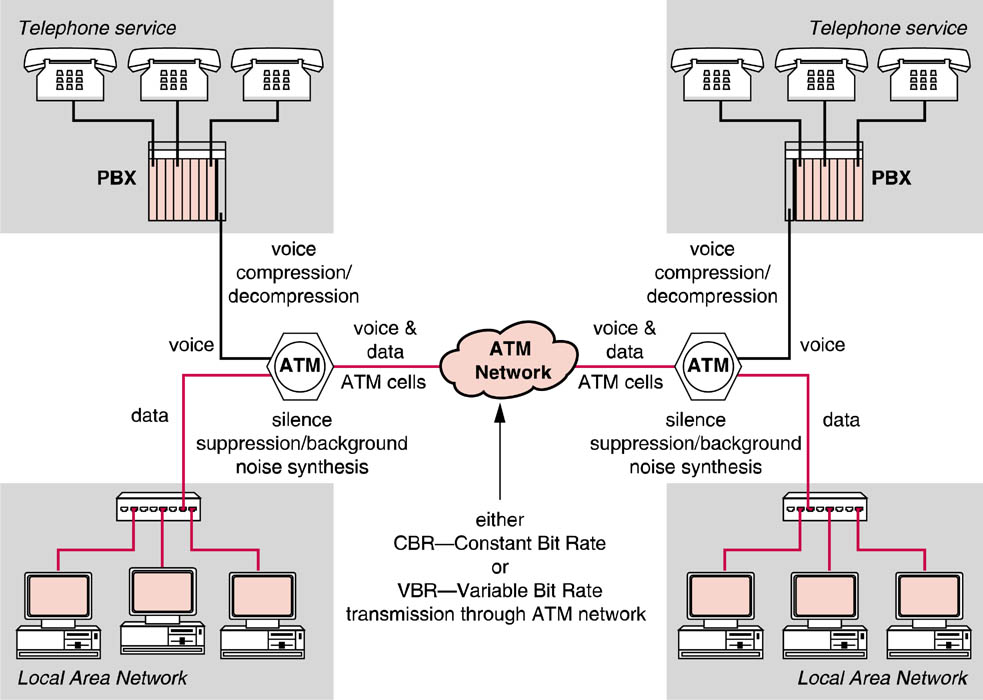 Telephone service
Telephone service
PBX
PBX
voice
compression/
decompression
voice
compression/
decompression
voice
ATM
voice &
data
ATM cells
ATM
Network
voice &
data
ATM cells
ATM
voice
data
silence
suppression/background
noise synthesis
silence
suppression/background
noise synthesis
data
either
CBR—Constant Bit Rate
or
VBR—Variable Bit Rate
transmission through ATM network
Local Area Network
Local Area Network